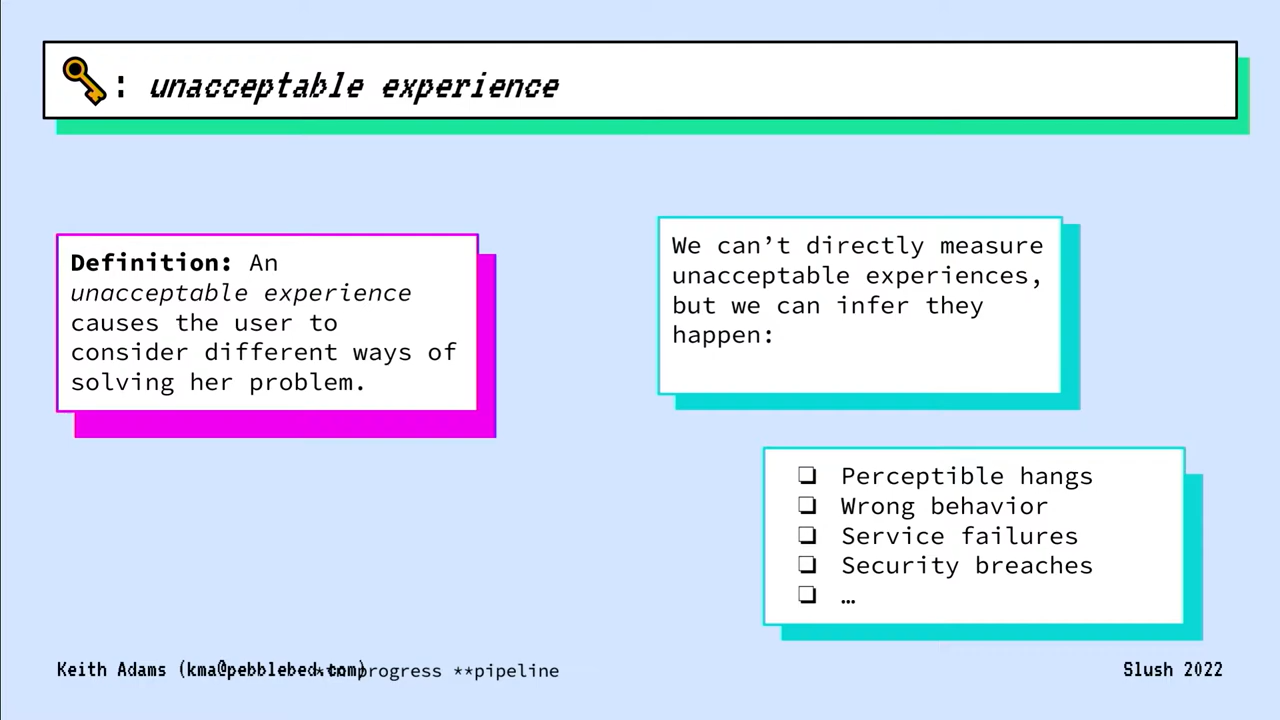 : unacceptable experience
Definition: An
unacceptable experience
causes the user to
consider different ways of
solving her problem.
We can’t directly measure
unacceptable experiences,
but we can infer they
happen:
❏ Perceptible hangs
❏ Wrong behavior
❏ Service failures
❏ Security breaches
❏ …
Keith Adams (kma@pebblebed.com) progress **pipeline
Slush 2022